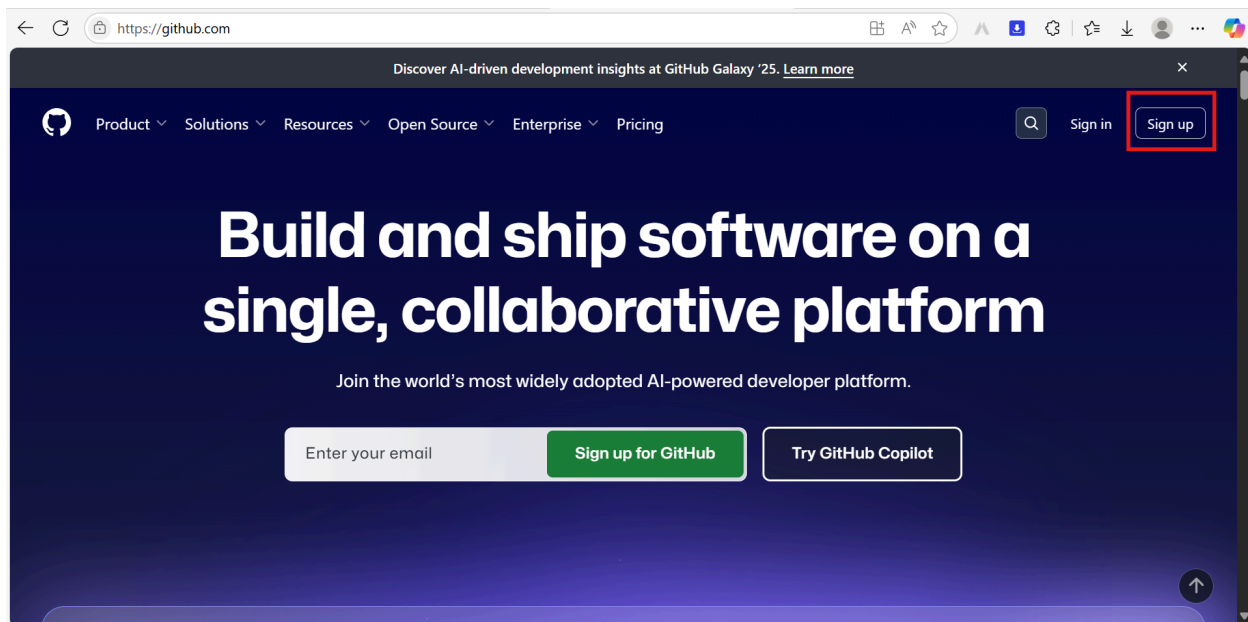 https://github.com
Discover AI-driven development insights at GitHub Galaxy ‘25. Learn more
Product Solutions Resources Open Source Enterprise Pricing Sign in Sign up
Build and ship software on a
single, collaborative platform
Join the world’s most widely adopted AI-powered developer platform.
Enter your email Sign up for GitHub Try GitHub Copilot